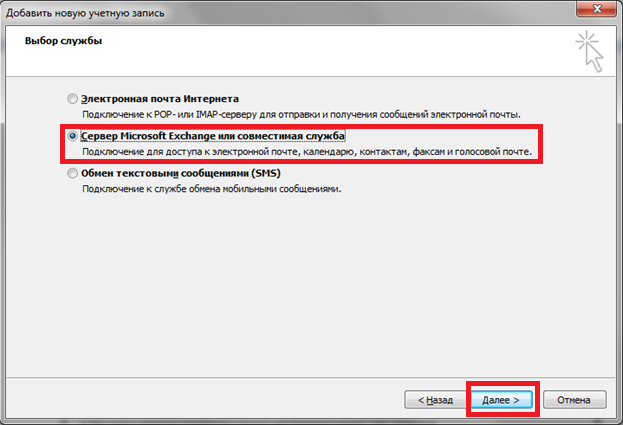 Добавить новую учетную запись
Выбор службы
Электронная почта Интернета
Подключение к POP- или IMAP-серверу для отправки и получения сообщений электронной почты.
Сервер Microsoft Exchange или совместимая служба
Подключение для доступа к электронной почте, календарю, контактам, факсам и голосовой почте.
Обмен текстовыми сообщениями (SMS)
Подключение к службе обмена мобильными сообщениями.
< Назад Далее > Отмена